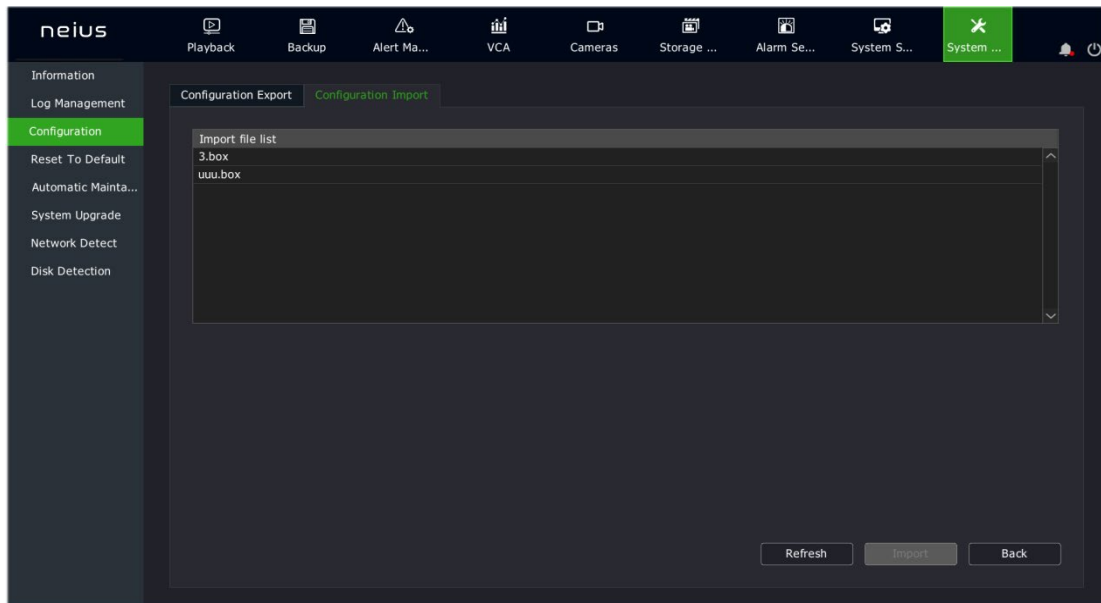 neius
Playback Backup Alert Ma... VCA Cameras Storage ... Alarm Se... System S... System ...
Information
Log Management
Configuration
Reset To Default
Automatic Mainta...
System Upgrade
Network Detect
Disk Detection
Configuration Export Configuration Import
Import file list
3.box
uuu.box
Refresh Import Back